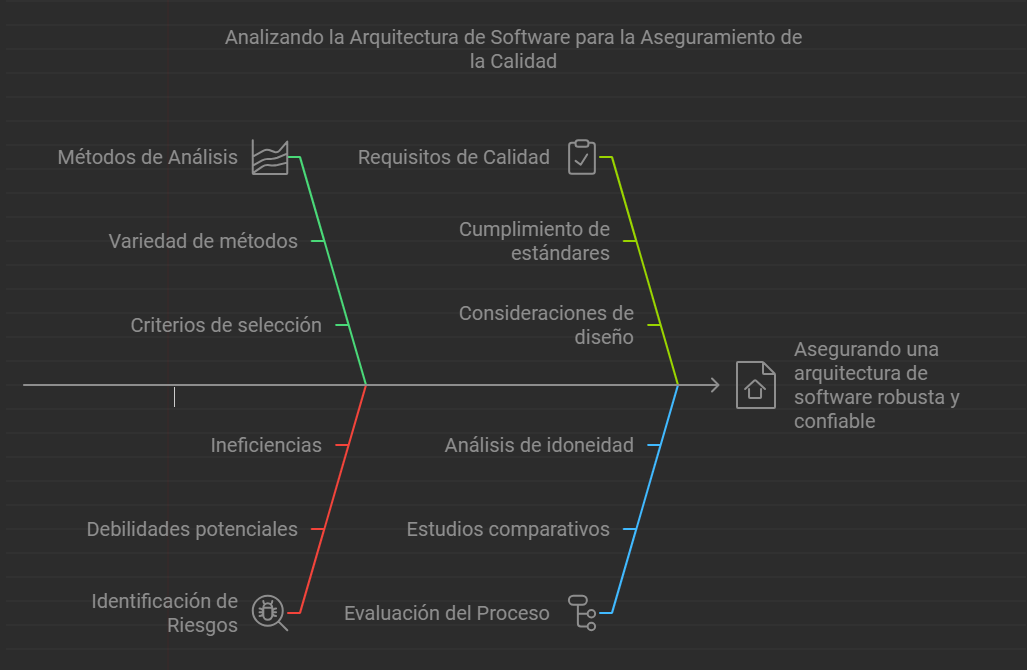 Analizando la Arquitectura de Software para la Aseguramiento de
la Calidad
Métodos de Análisis
Variedad de métodos
Criterios de selección
Requisitos de Calidad
Cumplimiento de
estándares
Consideraciones de
diseño
Asegurando una
arquitectura de
software robusta y
confiable
Ineficiencias
Debilidades potenciales
Identificación de
Riesgos
Análisis de idoneidad
Estudios comparativos
Evaluación del Proceso